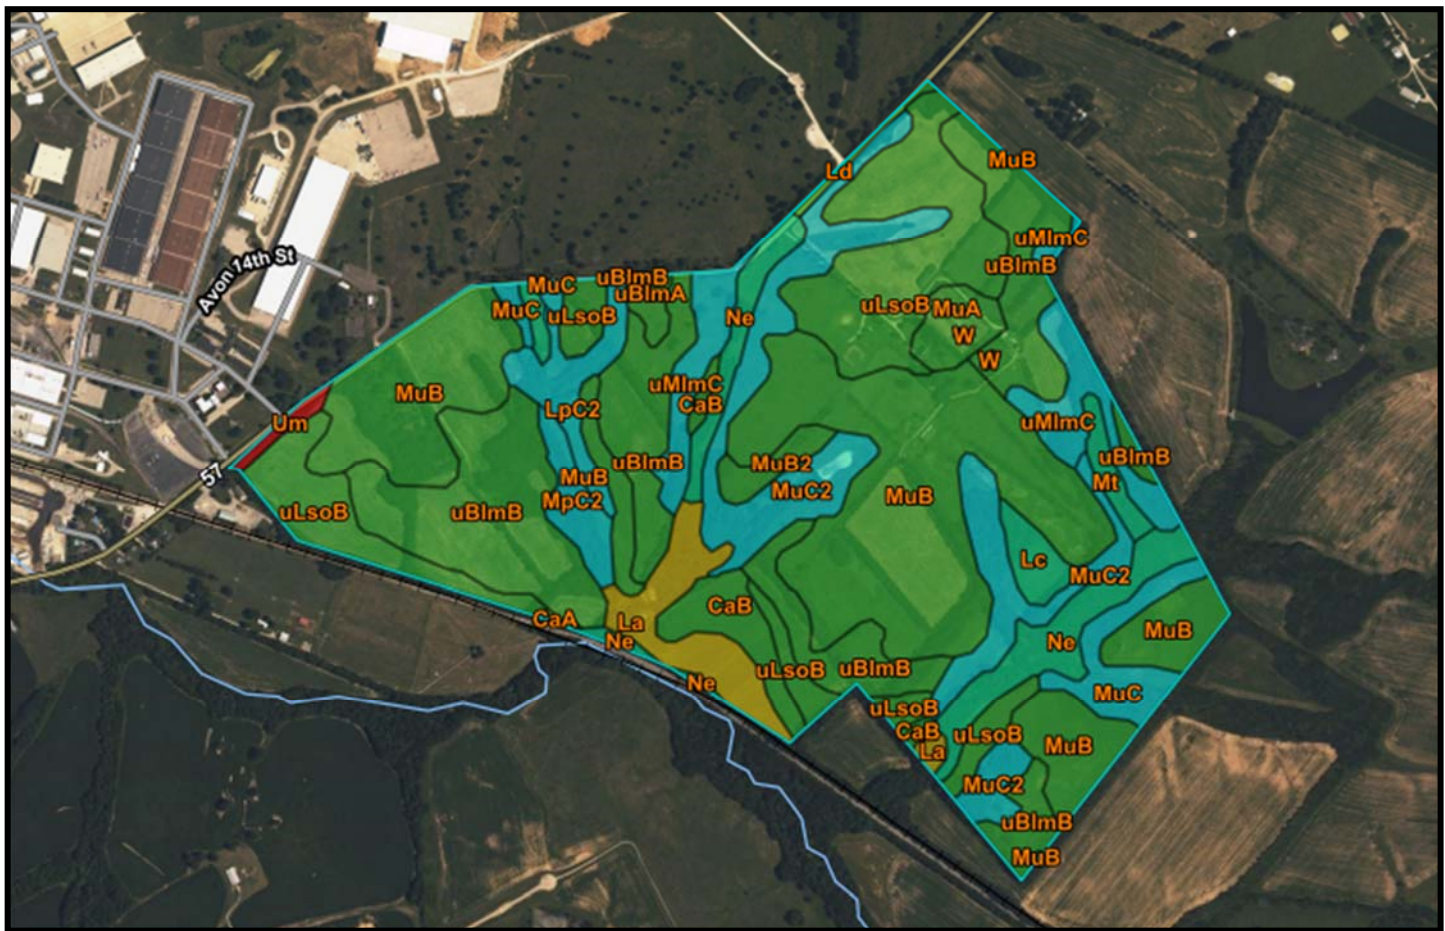 MuB
Ld
uMlmC
uBlmB
Avon 14th St
MuC
uBlmB
uBlmA
MuC
uLsoB
Ne
uLsoB
MuA
W
W
MuB
uMlmC
CaB
LpC2
Um
uMlmC
57
MuB
MpC2
uBlmB
MuB2
MuC2
uBlmB
Mt
uLsoB
uBlmB
MuB
Lc
MuC2
CaA
La
Ne
CaB
Ne
MuB
Ne
uLsoB
uBlmB
MuC
uLsoB
CaB
La
uLsoB
MuB
MuC2
uBlmB
MuB